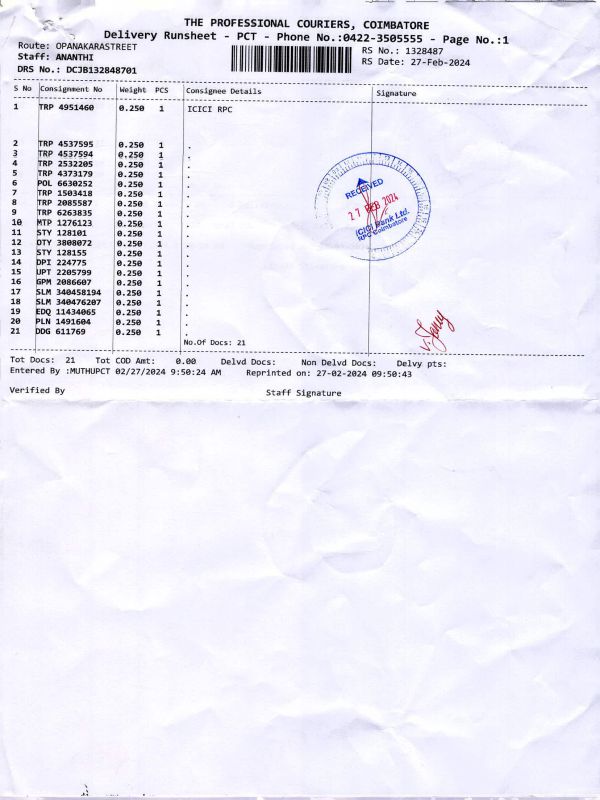 THE PROFESSIONAL COURIERS, COIMBATORE
Delivery Runsheet - PCT - Phone No.:0422-3505555 - Page No.:1
Route: OPANAKARASTREET
RS No.: 1328487
Staff: ANANTHI
RS Date: 27-Feb-2024
DRS No.: DCJB132848701
S No Consignment No Weight PCS Consignee Details Signature
1 TRP 4951460 0.250 1 ICICI RPC
2 TRP 4537595 0.250 1 .
3 TRP 4537594 0.250 1 .
4 TRP 2532205 0.250 1 .
5 TRP 4373179 0.250 1 .
6 POL 6630252 0.250 1 .
7 TRP 1503418 0.250 1 .
8 TRP 2085587 0.250 1 .
9 TRP 6263835 0.250 1 .
10 MTP 1276123 0.250 1 .
11 STY 128101 0.250 1 .
12 DTY 3808072 0.250 1 .
13 STY 128155 0.250 1 .
14 DPI 224775 0.250 1 .
15 UPT 2205799 0.250 1 .
16 GPM 2086607 0.250 1 .
17 SLM 340458194 0.250 1 .
18 SLM 340476207 0.250 1 .
19 EDQ 11434065 0.250 1 .
20 PLN 1491604 0.250 1 .
21 DDG 611769 0.250 1 .
RECEIVED
27 FEB 2024
ICICI Bank Ltd.
RPC Coimbatore
No.Of Docs: 21
Tot Docs: 21 Tot COD Amt: 0.00 Delvd Docs: Non Delvd Docs: Delvy pts:
Entered By :MUTHUPCT 02/27/2024 9:50:24 AM Reprinted on: 27-02-2024 09:50:43
Verified By Staff Signature